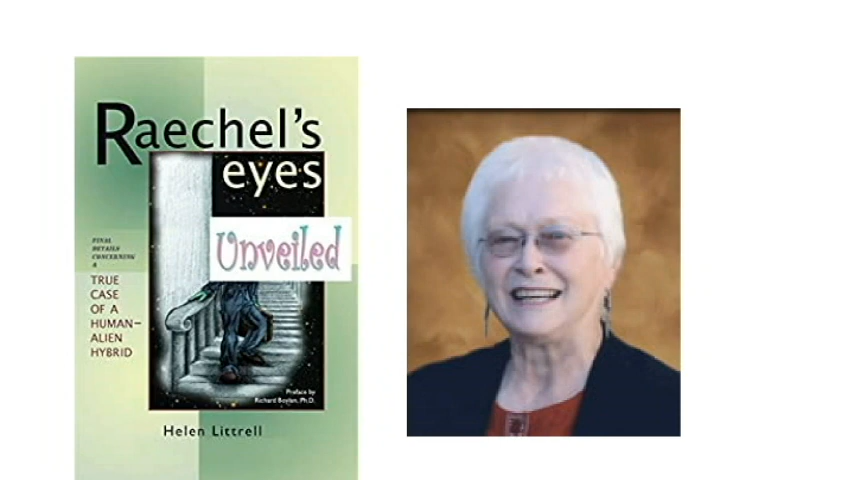 Raechel's
eyes
Unveiled
FINAL
DETAILS
CONCERNING
A
TRUE
CASE
OF A
HUMAN–
ALIEN
HYBRID
Preface by
Richard Boylan, Ph.D.
Helen Littrell